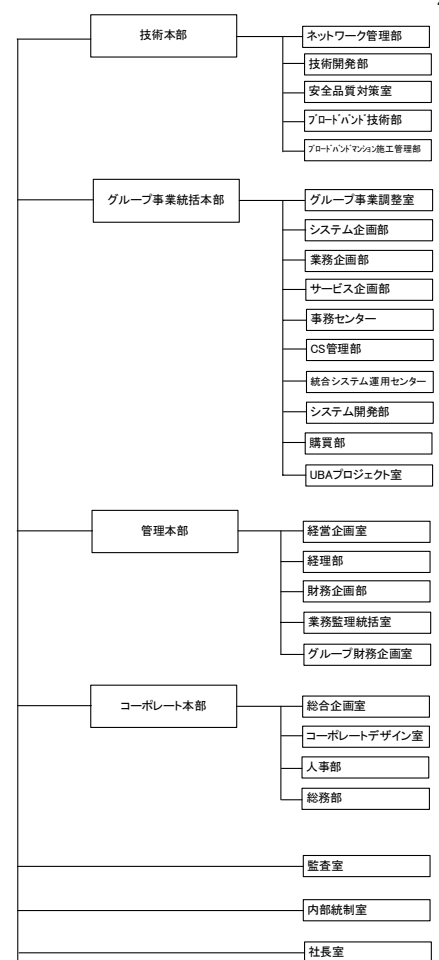 技術本部
ネットワーク管理部
技術開発部
安全品質対策室
ﾌﾞﾛｰﾄﾞﾊﾞﾝﾄﾞ技術部
ﾌﾞﾛｰﾄﾞﾊﾞﾝﾄﾞﾏﾝｼｮﾝ施工管理部
グループ事業統括本部
グループ事業調整室
システム企画部
業務企画部
サービス企画部
事務センター
CS管理部
統合システム運用センター
システム開発部
購買部
UBAプロジェクト室
管理本部
経営企画室
経理部
財務企画部
業務監理統括室
グループ財務企画室
コーポレート本部
総合企画室
コーポレートデザイン室
人事部
総務部
監査室
内部統制室
社長室